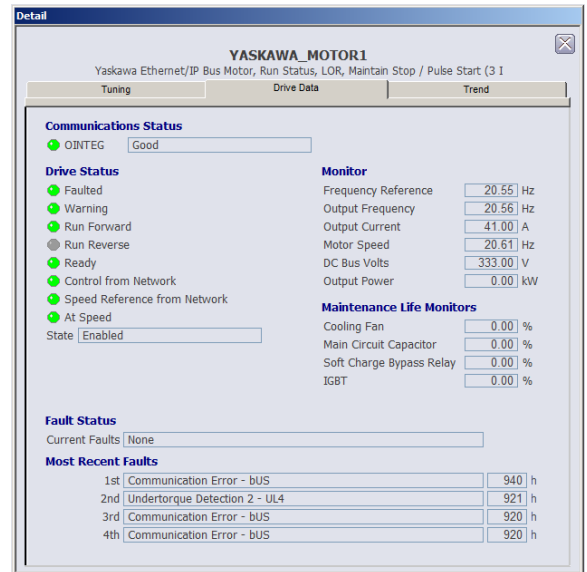 Detail
YASKAWA_MOTOR1
Yaskawa Ethernet/IP Bus Motor, Run Status, LOR, Maintain Stop / Pulse Start (3 I
Tuning Drive Data Trend
Communications Status
OINTEG Good
Drive Status
Faulted
Warning
Run Forward
Run Reverse
Ready
Control from Network
Speed Reference from Network
At Speed
State Enabled
Monitor
Frequency Reference 20.55 Hz
Output Frequency 20.56 Hz
Output Current 41.00 A
Motor Speed 20.61 Hz
DC Bus Volts 333.00 V
Output Power 0.00 kW
Maintenance Life Monitors
Cooling Fan 0.00 %
Main Circuit Capacitor 0.00 %
Soft Charge Bypass Relay 0.00 %
IGBT 0.00 %
Fault Status
Current Faults None
Most Recent Faults
1st Communication Error - bUS 940 h
2nd Undertorque Detection 2 - UL4 921 h
3rd Communication Error - bUS 920 h
4th Communication Error - bUS 920 h